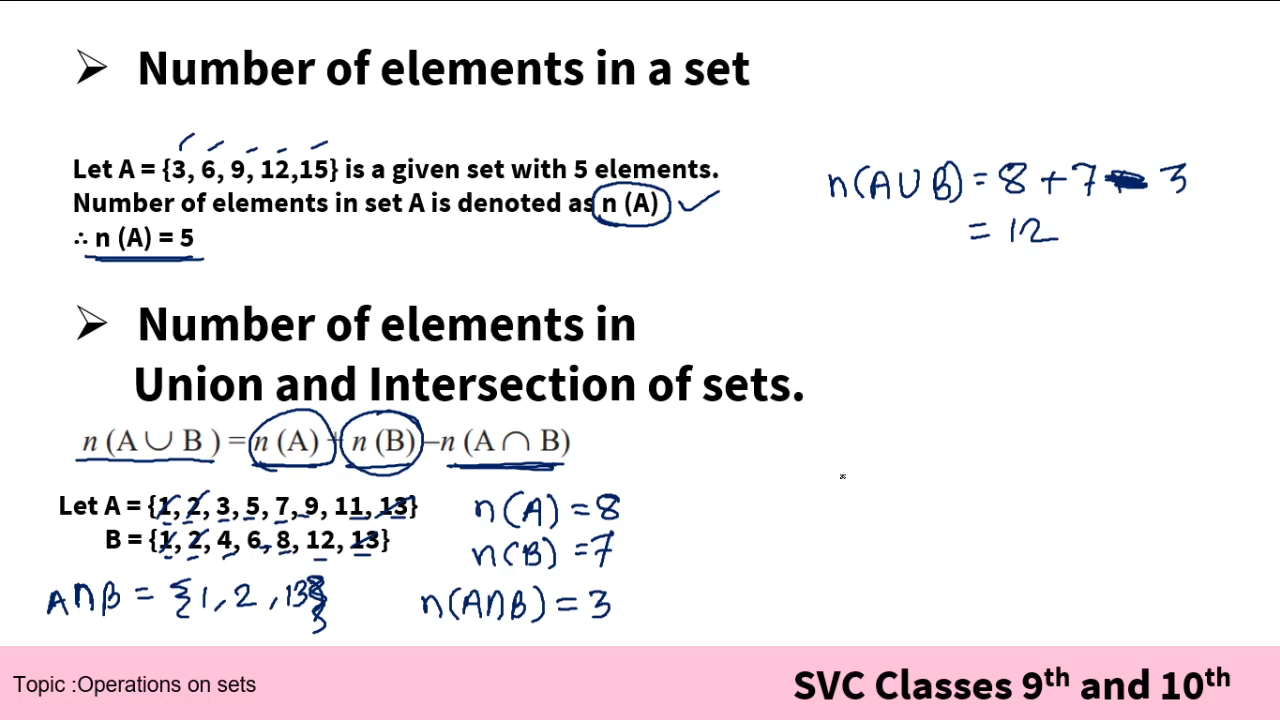 ➢ Number of elements in a set
Let A = {3, 6, 9, 12,15} is a given set with 5 elements.
Number of elements in set A is denoted as n (A)
∴ n (A) = 5
n(A∪B)=8+7-3
=12
➢ Number of elements in
Union and Intersection of sets.
n (A ∪ B ) = n (A) + n (B) –n (A ∩ B)
Let A = {1, 2, 3, 5, 7, 9, 11, 13}
B = {1, 2, 4, 6, 8, 12, 13}
n(A)=8
n(B)=7
A∩B = {1, 2, 13}
n(A∩B)=3
Topic :Operations on sets
SVC Classes 9th and 10th